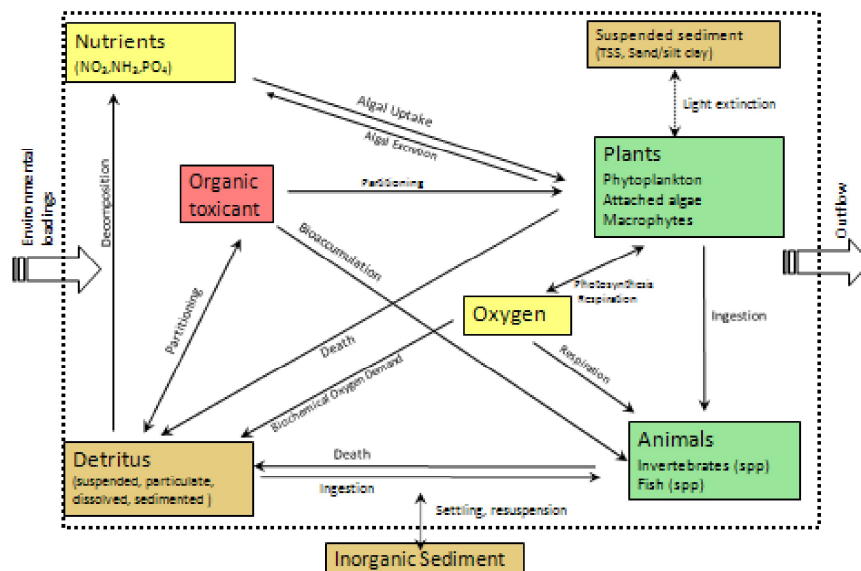 Nutrients
(NO₃,NH₃,PO₄)
Suspended sediment
(TSS, Sand/silt clay)
Light extinction
Algal Uptake
Algal Excretion
Plants
Phytoplankton
Attached algae
Macrophytes
Organic
toxicant
Partitioning
Environmental
loadings
Decomposition
Bioaccumulation
Outflow
Photosynthesis
Respiration
Oxygen
Ingestion
Partitioning
Death
Respiration
Biochemical Oxygen Demand
Detritus
(suspended, particulate,
dissolved, sedimented )
Death
Ingestion
Animals
Invertebrates (spp)
Fish (spp)
Settling, resuspension
Inorganic Sediment